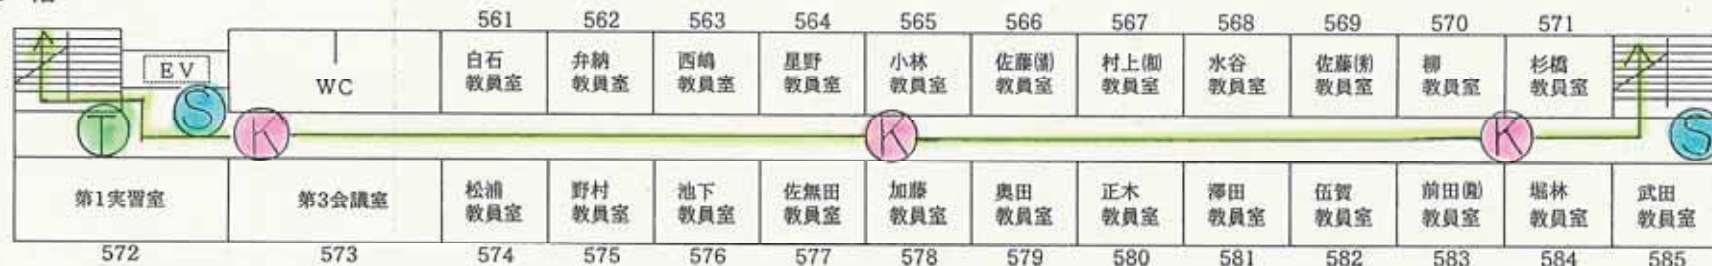 561 562 563 564 565 566 567 568 569 570 571
EV
WC
白石
教員室
弁納
教員室
西嶋
教員室
星野
教員室
小林
教員室
佐藤
教員室
村上(和)
教員室
水谷
教員室
佐藤(秀)
教員室
柳
教員室
杉橋
教員室
T S K K K S
第1実習室
第3会議室
松浦
教員室
野村
教員室
池下
教員室
佐無田
教員室
加藤
教員室
奥田
教員室
正木
教員室
澤田
教員室
伍賀
教員室
前田(隆)
教員室
堀林
教員室
武田
教員室
572 573 574 575 576 577 578 579 580 581 582 583 584 585